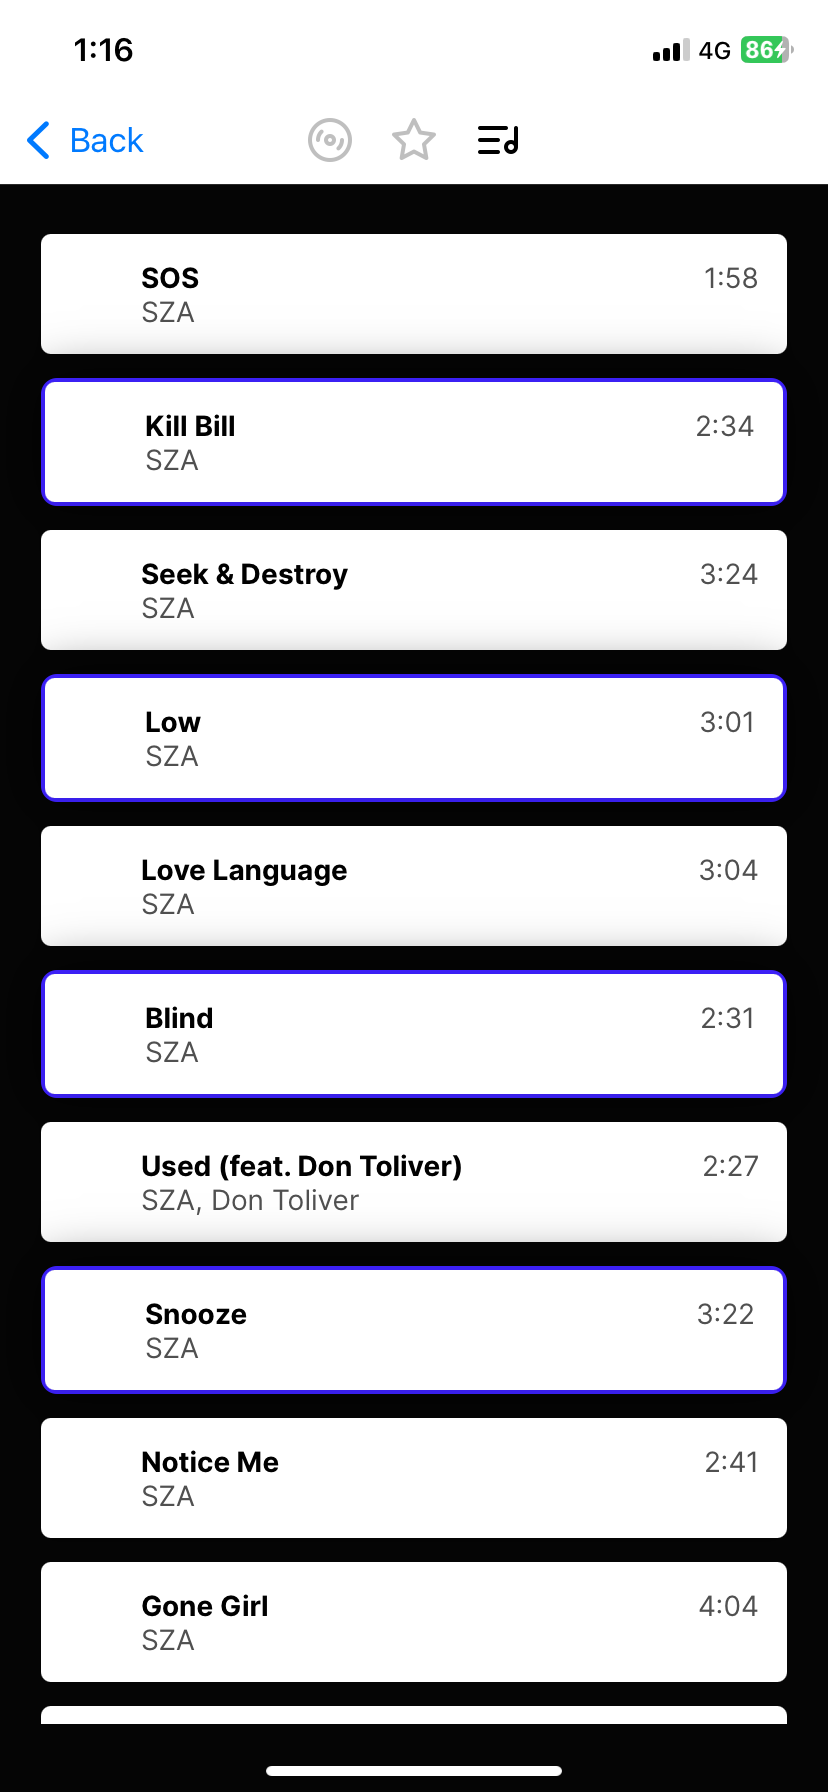 1:16
4G
86
Back
SOS
1:58
SZA
Kill Bill
2:34
SZA
Seek & Destroy
3:24
SZA
Low
3:01
SZA
Love Language
3:04
SZA
Blind
2:31
SZA
Used (feat. Don Toliver)
2:27
SZA, Don Toliver
Snooze
3:22
SZA
Notice Me
2:41
SZA
Gone Girl
4:04
SZA